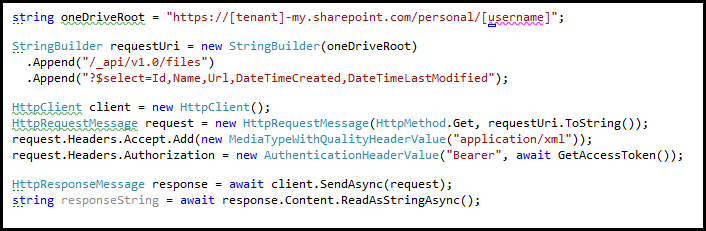 string oneDriveRoot = "https://[tenant]-my.sharepoint.com/personal/[username]";
StringBuilder requestUri = new StringBuilder(oneDriveRoot)
.Append("/_api/v1.0/files")
.Append("?$select=Id,Name,Url,DateTimeCreated,DateTimeLastModified");
HttpClient client = new HttpClient();
HttpRequestMessage request = new HttpRequestMessage(HttpMethod.Get, requestUri.ToString());
request.Headers.Accept.Add(new MediaTypeWithQualityHeaderValue("application/xml"));
request.Headers.Authorization = new AuthenticationHeaderValue("Bearer", await GetAccessToken());
HttpResponseMessage response = await client.SendAsync(request);
string responseString = await response.Content.ReadAsStringAsync();